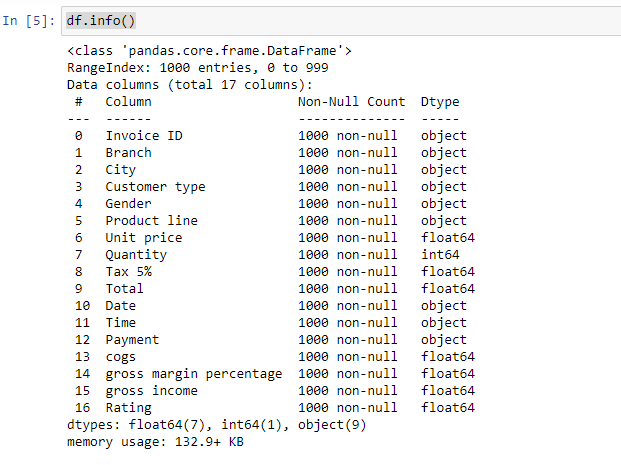 In [5]: df.info()
<class 'pandas.core.frame.DataFrame'>
RangeIndex: 1000 entries, 0 to 999
Data columns (total 17 columns):
 #   Column                   Non-Null Count  Dtype
---  ------                   --------------  -----
 0   Invoice ID               1000 non-null   object
 1   Branch                   1000 non-null   object
 2   City                     1000 non-null   object
 3   Customer type            1000 non-null   object
 4   Gender                   1000 non-null   object
 5   Product line             1000 non-null   object
 6   Unit price               1000 non-null   float64
 7   Quantity                 1000 non-null   int64
 8   Tax 5%                   1000 non-null   float64
 9   Total                    1000 non-null   float64
 10  Date                     1000 non-null   object
 11  Time                     1000 non-null   object
 12  Payment                  1000 non-null   object
 13  cogs                     1000 non-null   float64
 14  gross margin percentage  1000 non-null   float64
 15  gross income             1000 non-null   float64
 16  Rating                   1000 non-null   float64
dtypes: float64(7), int64(1), object(9)
memory usage: 132.9+ KB